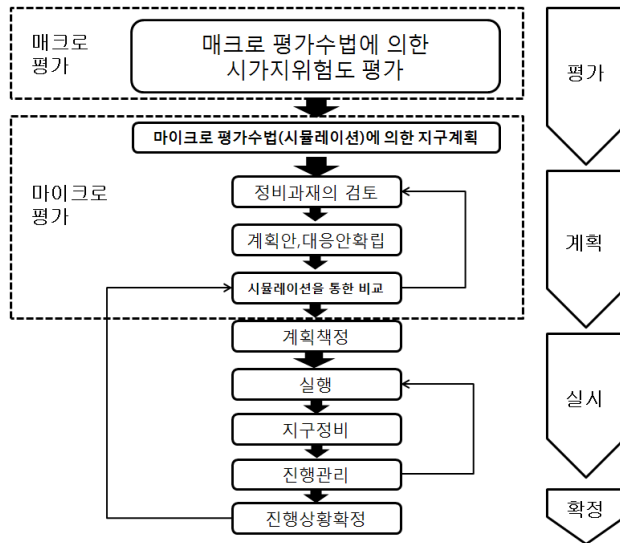 매크로
평가
매크로 평가수법에 의한
시가지위험도 평가
평가
마이크로 평가수법(시뮬레이션)에 의한 지구계획
마이크로
평가
정비과재의 검토
계획안,대응안확립
계획
시뮬레이션을 통한 비교
계획책정
실행
실시
지구정비
진행관리
진행상황확정
확정